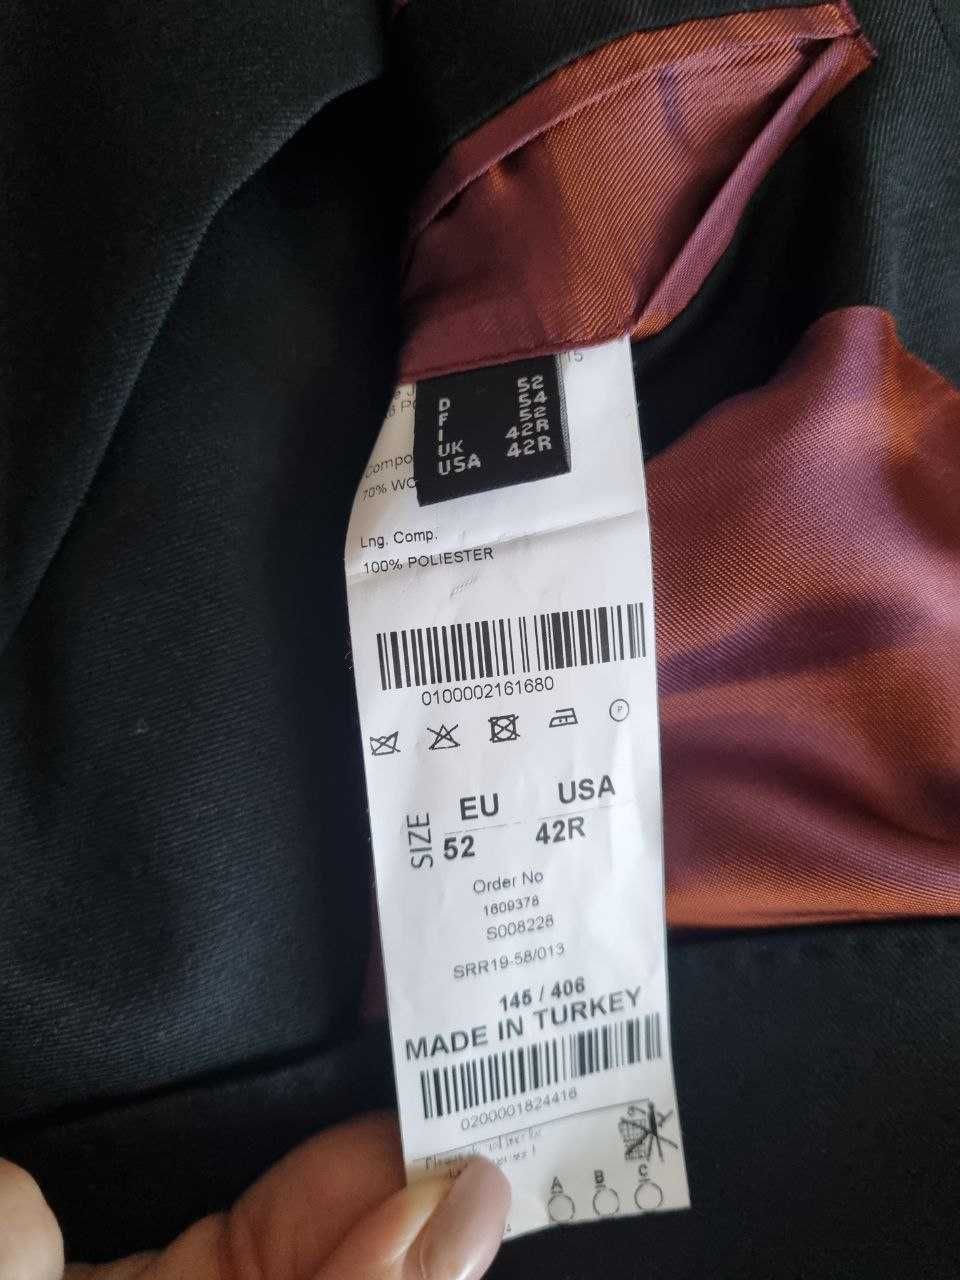 15
D 52
F 54
I 52
UK 42R
USA 42R
70% WO
Lng. Comp.
100% POLIESTER
0100002161680
P
SIZE
EU USA
52 42R
Order No
1609378
S008228
SRR19-58/013
145 / 406
MADE IN TURKEY
0200001824416
A B C